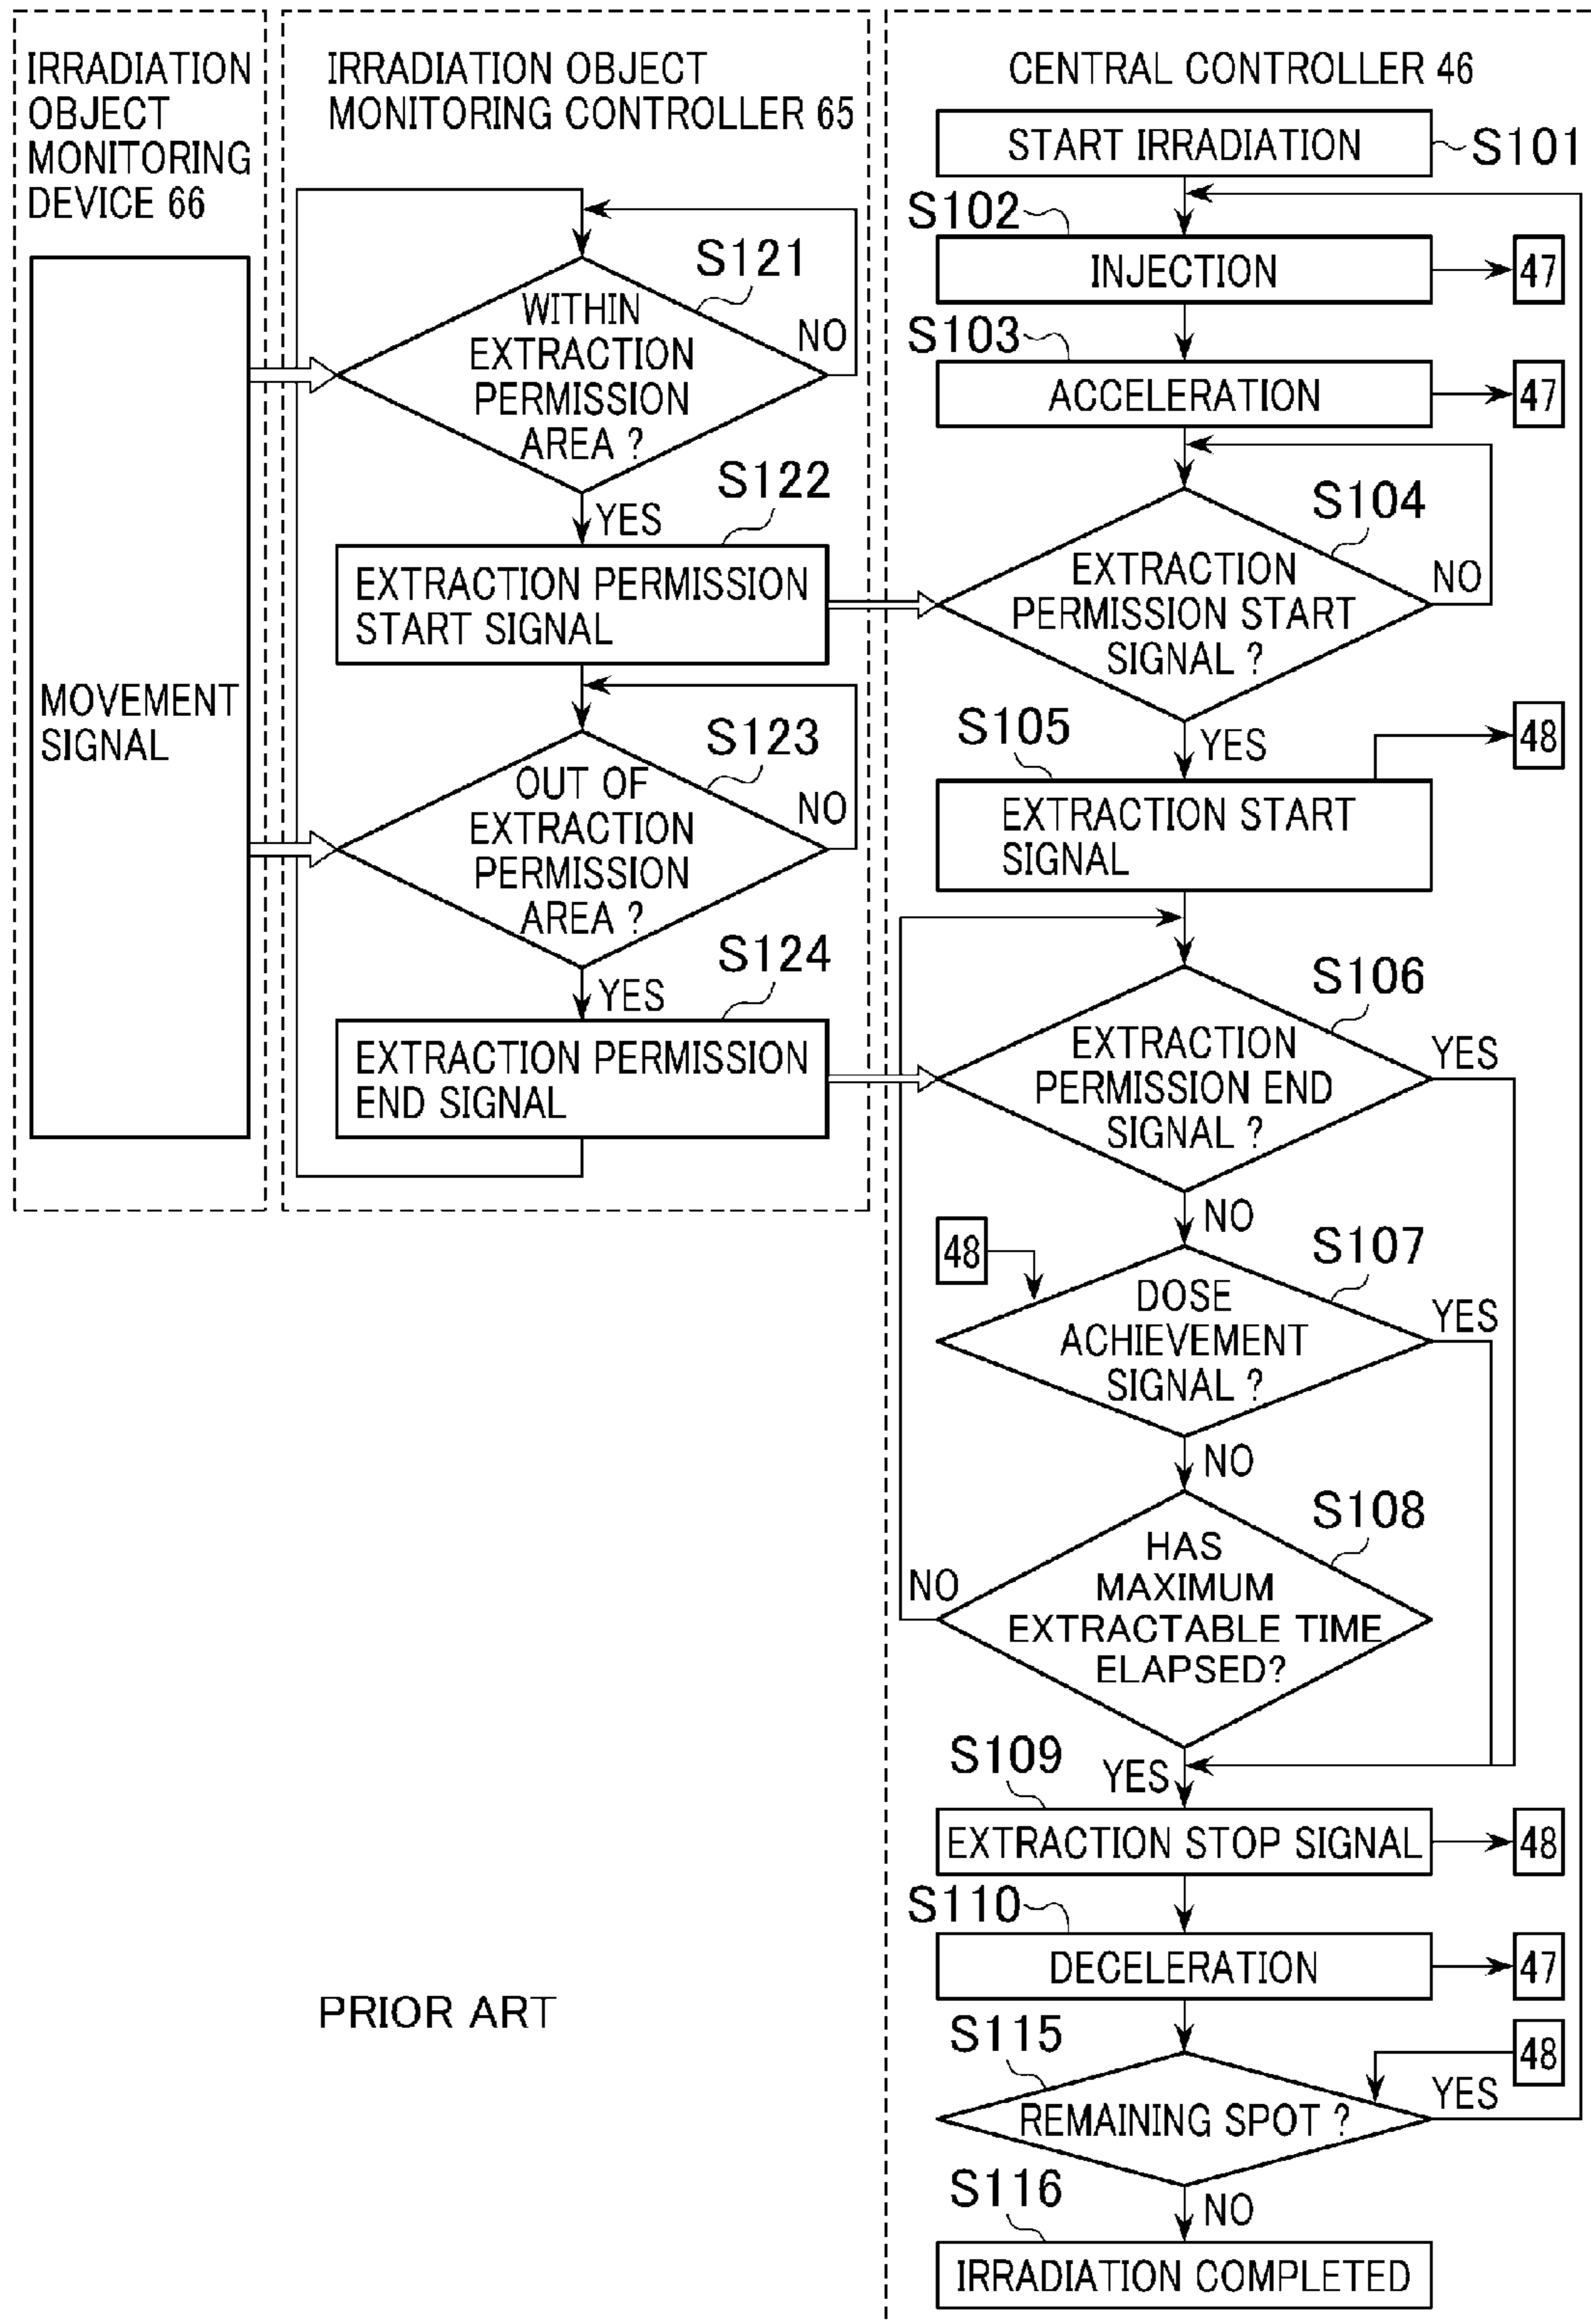 IRRADIATION
OBJECT
MONITORING
DEVICE 66
MOVEMENT
SIGNAL
IRRADIATION OBJECT
MONITORING CONTROLLER 65
S121
WITHIN
EXTRACTION
PERMISSION
AREA ?
NO
YES
S122
EXTRACTION PERMISSION
START SIGNAL
S123
OUT OF
EXTRACTION
PERMISSION
AREA ?
NO
YES
S124
EXTRACTION PERMISSION
END SIGNAL
CENTRAL CONTROLLER 46
START IRRADIATION
S101
S102
INJECTION
47
S103
ACCELERATION
47
S104
EXTRACTION
PERMISSION START
SIGNAL ?
NO
YES
S105
48
EXTRACTION START
SIGNAL
S106
EXTRACTION
PERMISSION END
SIGNAL ?
YES
NO
48
S107
DOSE
ACHIEVEMENT
SIGNAL ?
YES
NO
S108
HAS
MAXIMUM
EXTRACTABLE TIME
ELAPSED?
NO
YES
S109
EXTRACTION STOP SIGNAL
48
S110
DECELERATION
47
S115
48
REMAINING SPOT ?
YES
NO
S116
IRRADIATION COMPLETED
PRIOR ART